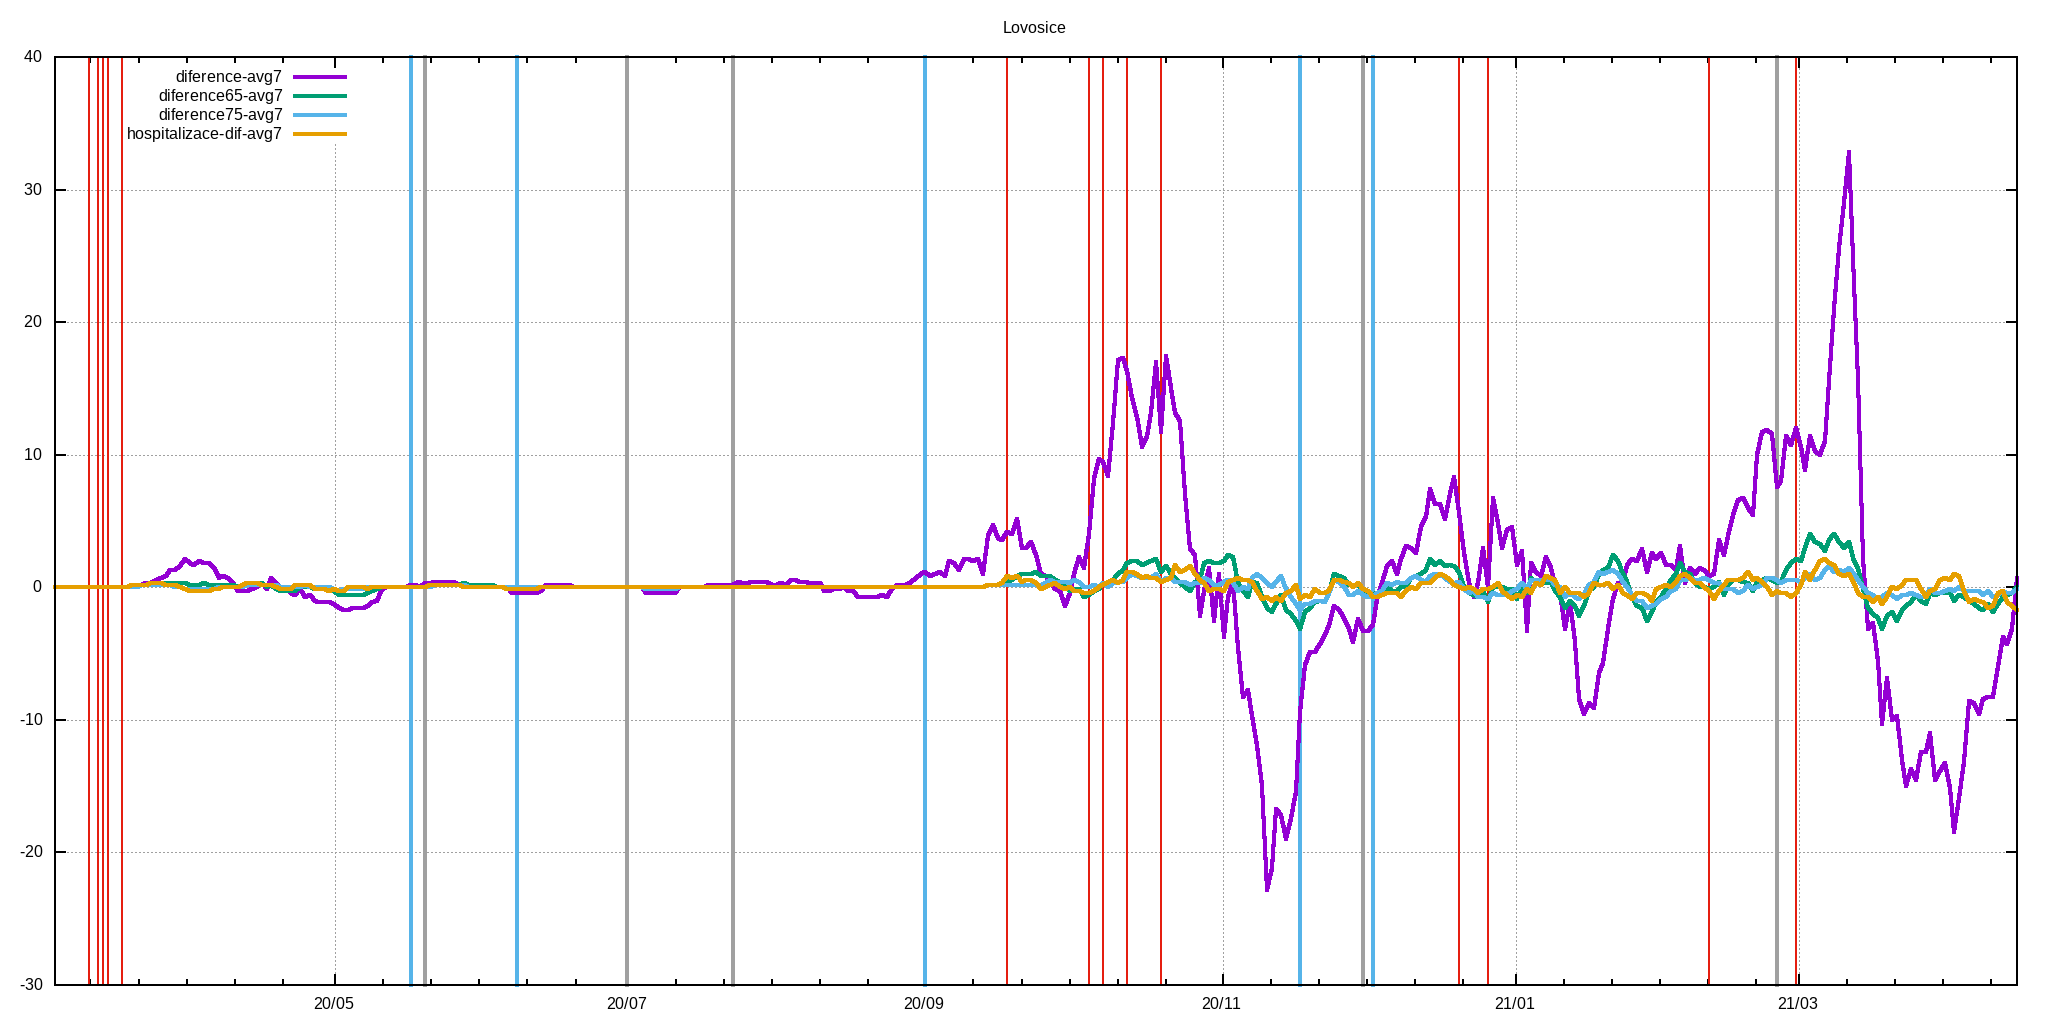 Lovosice
diference-avg7
diference65-avg7
diference75-avg7
hospitalizace-dif-avg7
40
30
20
10
0
-10
-20
-30
20/05 20/07 20/09 20/11 21/01 21/03